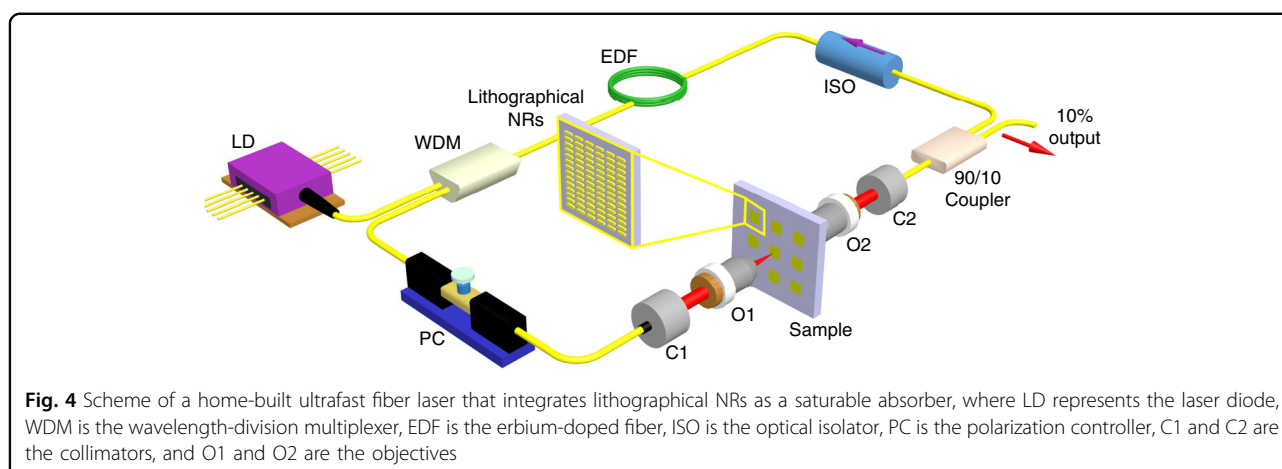 EDF
ISO
Lithographical
NRs
10%
output
LD
WDM
90/10
Coupler
C2
O2
O1
Sample
PC
C1
Fig. 4 Scheme of a home-built ultrafast fiber laser that integrates lithographical NRs as a saturable absorber, where LD represents the laser diode,
WDM is the wavelength-division multiplexer, EDF is the erbium-doped fiber, ISO is the optical isolator, PC is the polarization controller, C1 and C2 are
the collimators, and O1 and O2 are the objectives